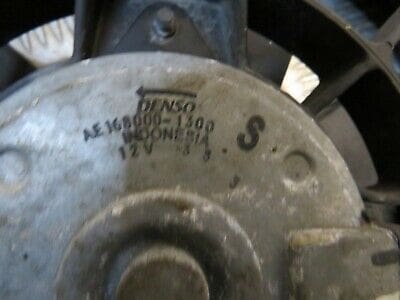 DENSO
AE168000-1300
INDONESIA
12V
S